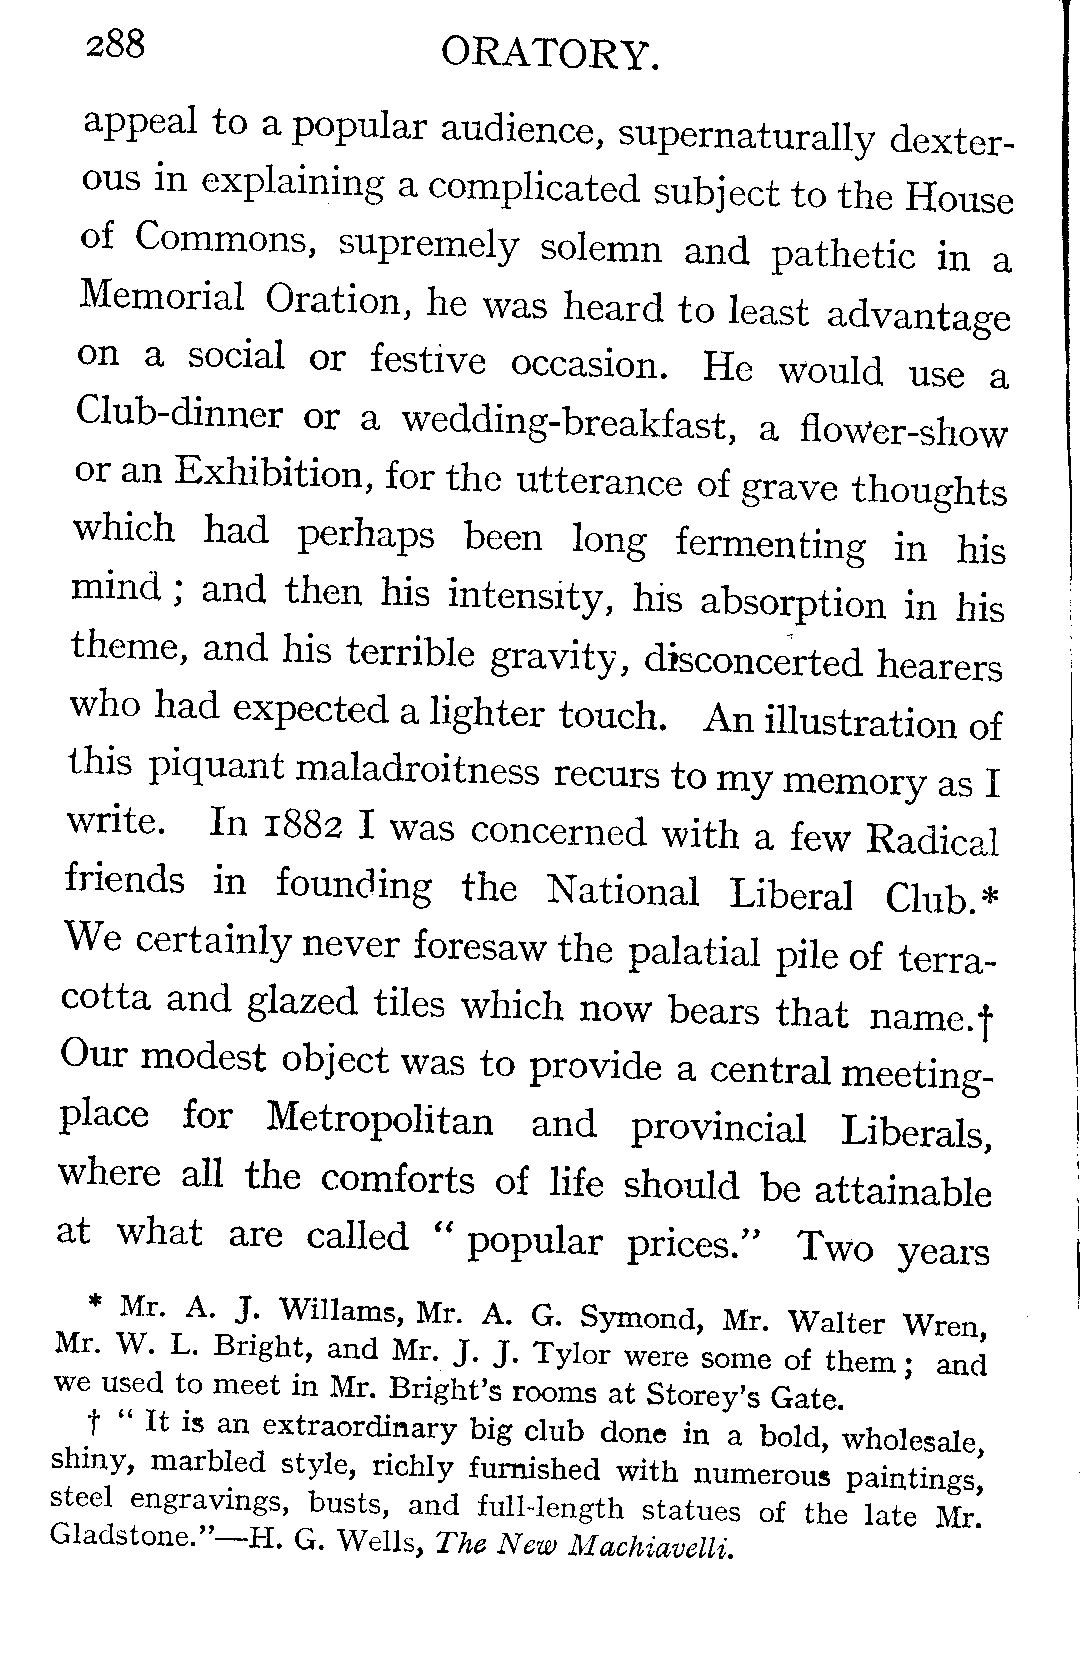 288 ORATORY.
appeal to a popular audience, supernaturally dexter-
ous in explaining a complicated subject to the House
of Commons, supremely solemn and pathetic in a
Memorial Oration, he was heard to least advantage
on a social or festive occasion. He would use a
Club-dinner or a wedding-breakfast, a flower-show
or an Exhibition, for the utterance of grave thoughts
which had perhaps been long fermenting in his
mind ; and then his intensity, his absorption in his
theme, and his terrible gravity, disconcerted hearers
who had expected a lighter touch. An illustration of
this piquant maladroitness recurs to my memory as I
write. In 1882 I was concerned with a few Radical
friends in founding the National Liberal Club.*
We certainly never foresaw the palatial pile of terra-
cotta and glazed tiles which now bears that name.†
Our modest object was to provide a central meeting-
place for Metropolitan and provincial Liberals,
where all the comforts of life should be attainable
at what are called “ popular prices.” Two years
* Mr. A. J. Willams, Mr. A. G. Symond, Mr. Walter Wren,
Mr. W. L. Bright, and Mr. J. J. Tylor were some of them ; and
we used to meet in Mr. Bright's rooms at Storey's Gate.
† “ It is an extraordinary big club done in a bold, wholesale,
shiny, marbled style, richly furnished with numerous paintings,
steel engravings, busts, and full-length statues of the late Mr.
Gladstone.”—H. G. Wells, The New Machiavelli.